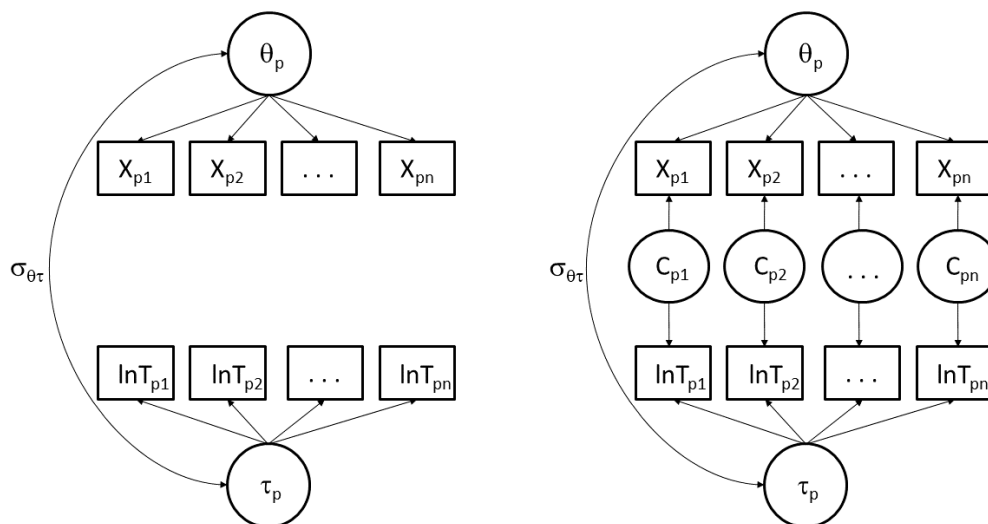 θp
Xp1 Xp2 ... Xpn
σθτ
lnTp1 lnTp2 ... lnTpn
τp
θp
Xp1 Xp2 ... Xpn
Cp1 Cp2 ... Cpn
σθτ
lnTp1 lnTp2 ... lnTpn
τp